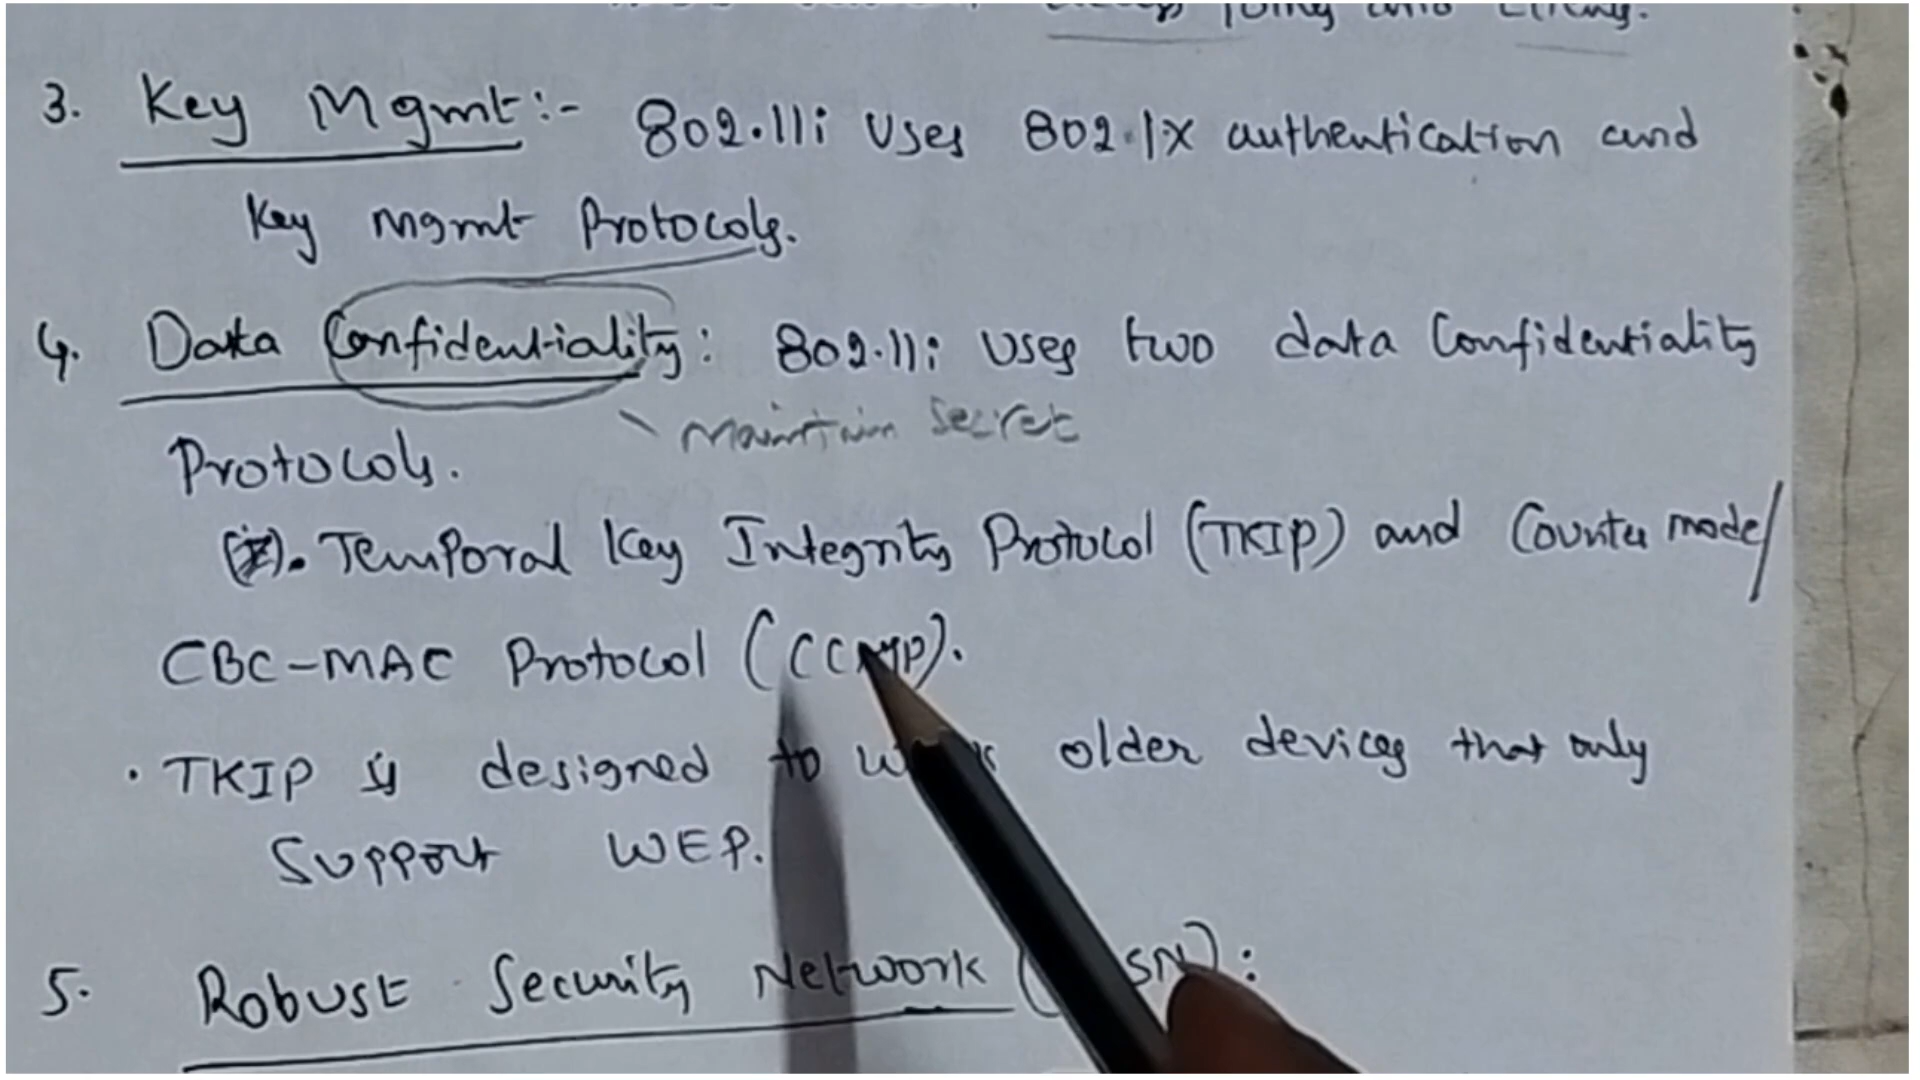 3. Key Mgmt:- 802.11i uses 802.1X authentication and
Key Mgmt Protocols.
4. Data Confidentiality: 802.11i uses two data Confidentiality
Maintain Secret
Protocols.
(i). Temporal Key Integrity Protocol (TKIP) and Counter mode/
CBC-MAC Protocol (CCMP).
. TKIP is designed to older devices that only
Support WEP.
5. Robust Security Network (RSN):